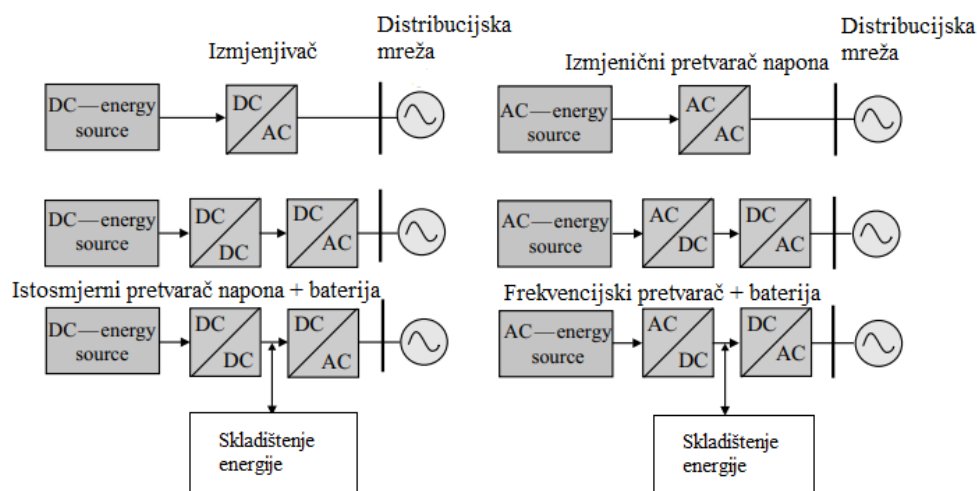 Izmjenjivač
Distribucijska
mreža
DC—energy
source
DC
AC
DC—energy
source
DC
DC
DC
AC
Istosmjerni pretvarač napona + baterija
DC—energy
source
DC
DC
DC
AC
Skladištenje
energije
Izmjenični pretvarač napona
Distribucijska
mreža
AC—energy
source
AC
AC
AC—energy
source
AC
DC
DC
AC
Frekvencijski pretvarač + baterija
AC—energy
source
AC
DC
DC
AC
Skladištenje
energije